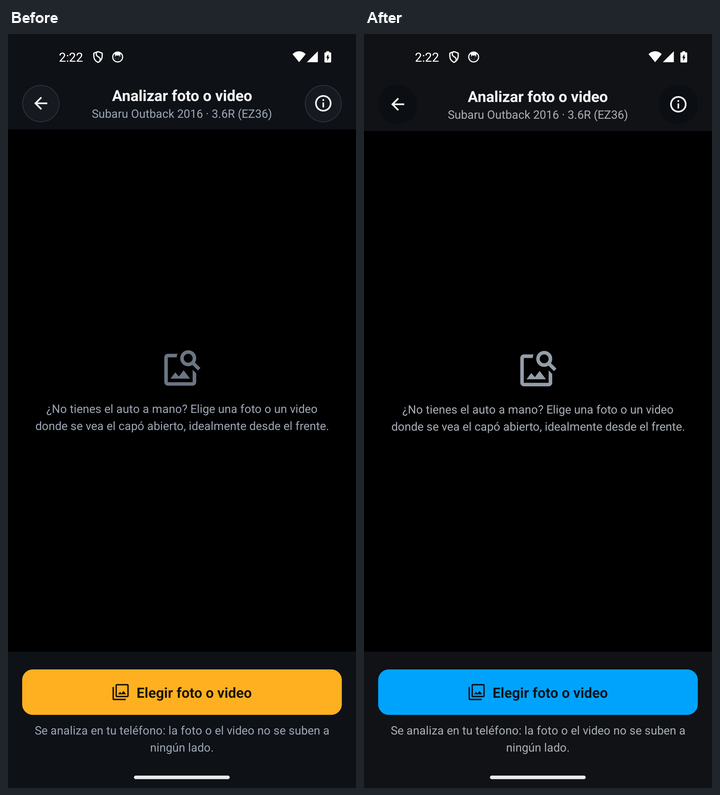 Before
2:22
Analizar foto o video
Subaru Outback 2016 · 3.6R (EZ36)
¿No tienes el auto a mano? Elige una foto o un video
donde se vea el capó abierto, idealmente desde el frente.
Elegir foto o video
Se analiza en tu teléfono: la foto o el video no se suben a
ningún lado.
After
2:22
Analizar foto o video
Subaru Outback 2016 · 3.6R (EZ36)
¿No tienes el auto a mano? Elige una foto o un video
donde se vea el capó abierto, idealmente desde el frente.
Elegir foto o video
Se analiza en tu teléfono: la foto o el video no se suben a
ningún lado.